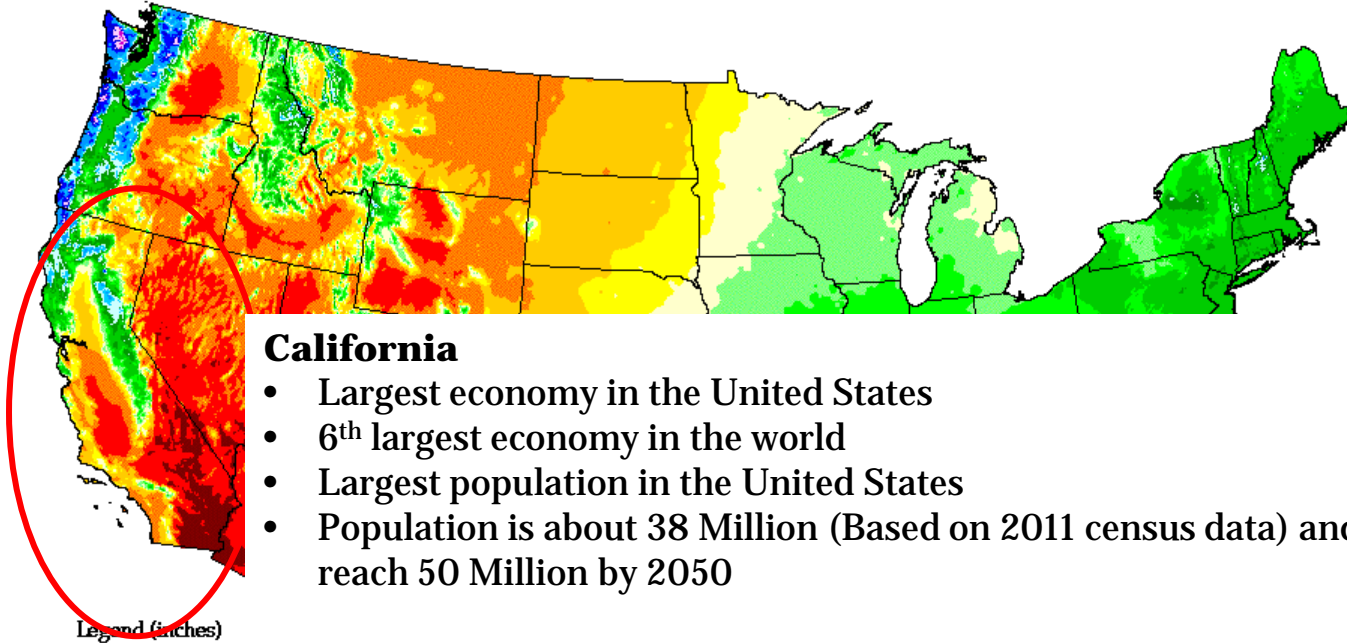 California
• Largest economy in the United States
• 6th largest economy in the world
• Largest population in the United States
• Population is about 38 Million (Based on 2011 census data) and
reach 50 Million by 2050
Legend (inches)